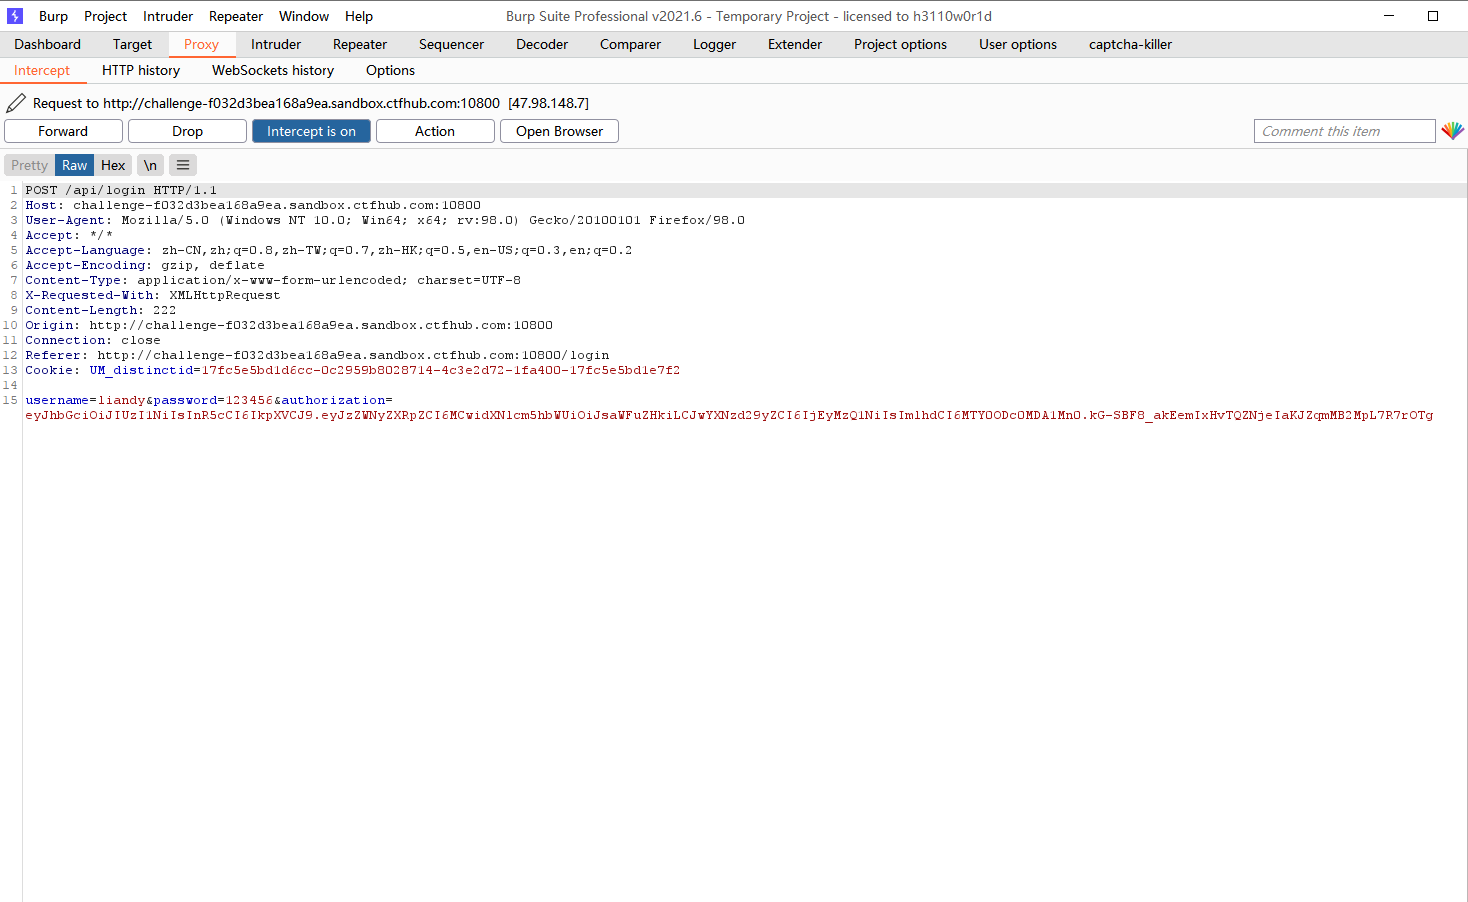 Burp Project Intruder Repeater Window Help Burp Suite Professional v2021.6 - Temporary Project - licensed to h3110w0r1d
Dashboard Target Proxy Intruder Repeater Sequencer Decoder Comparer Logger Extender Project options User options captcha-killer
Intercept HTTP history WebSockets history Options
Request to http://challenge-f032d3bea168a9ea.sandbox.ctfhub.com:10800 [47.98.148.7]
Forward Drop Intercept is on Action Open Browser Comment this item
Pretty Raw Hex \n
1 POST /api/login HTTP/1.1
2 Host: challenge-f032d3bea168a9ea.sandbox.ctfhub.com:10800
3 User-Agent: Mozilla/5.0 (Windows NT 10.0; Win64; x64; rv:98.0) Gecko/20100101 Firefox/98.0
4 Accept: */*
5 Accept-Language: zh-CN,zh;q=0.8,zh-TW;q=0.7,zh-HK;q=0.5,en-US;q=0.3,en;q=0.2
6 Accept-Encoding: gzip, deflate
7 Content-Type: application/x-www-form-urlencoded; charset=UTF-8
8 X-Requested-With: XMLHttpRequest
9 Content-Length: 222
10 Origin: http://challenge-f032d3bea168a9ea.sandbox.ctfhub.com:10800
11 Connection: close
12 Referer: http://challenge-f032d3bea168a9ea.sandbox.ctfhub.com:10800/login
13 Cookie: UM_distinctid=17fc5e5bd1d6cc-0c2959b8028714-4c3e2d72-1fa400-17fc5e5bd1e7f2
14
15 username=liandy&password=123456&authorization=
eyJhbGciOiJIUzI1NiIsInR5cCI6IkpXVCJ9.eyJzZWNyZXRpZCI6MCwidXNlcm5hbWUiOiJsaWFuZHkiLCJwYXNzd29yZCI6IjEyMzQ1NiIsImlhdCI6MTY0ODc0MDA1Mn0.kG-SBF8_akEemIxHvTQZNjeIaKJZqmMB2MpL7R7rOTg